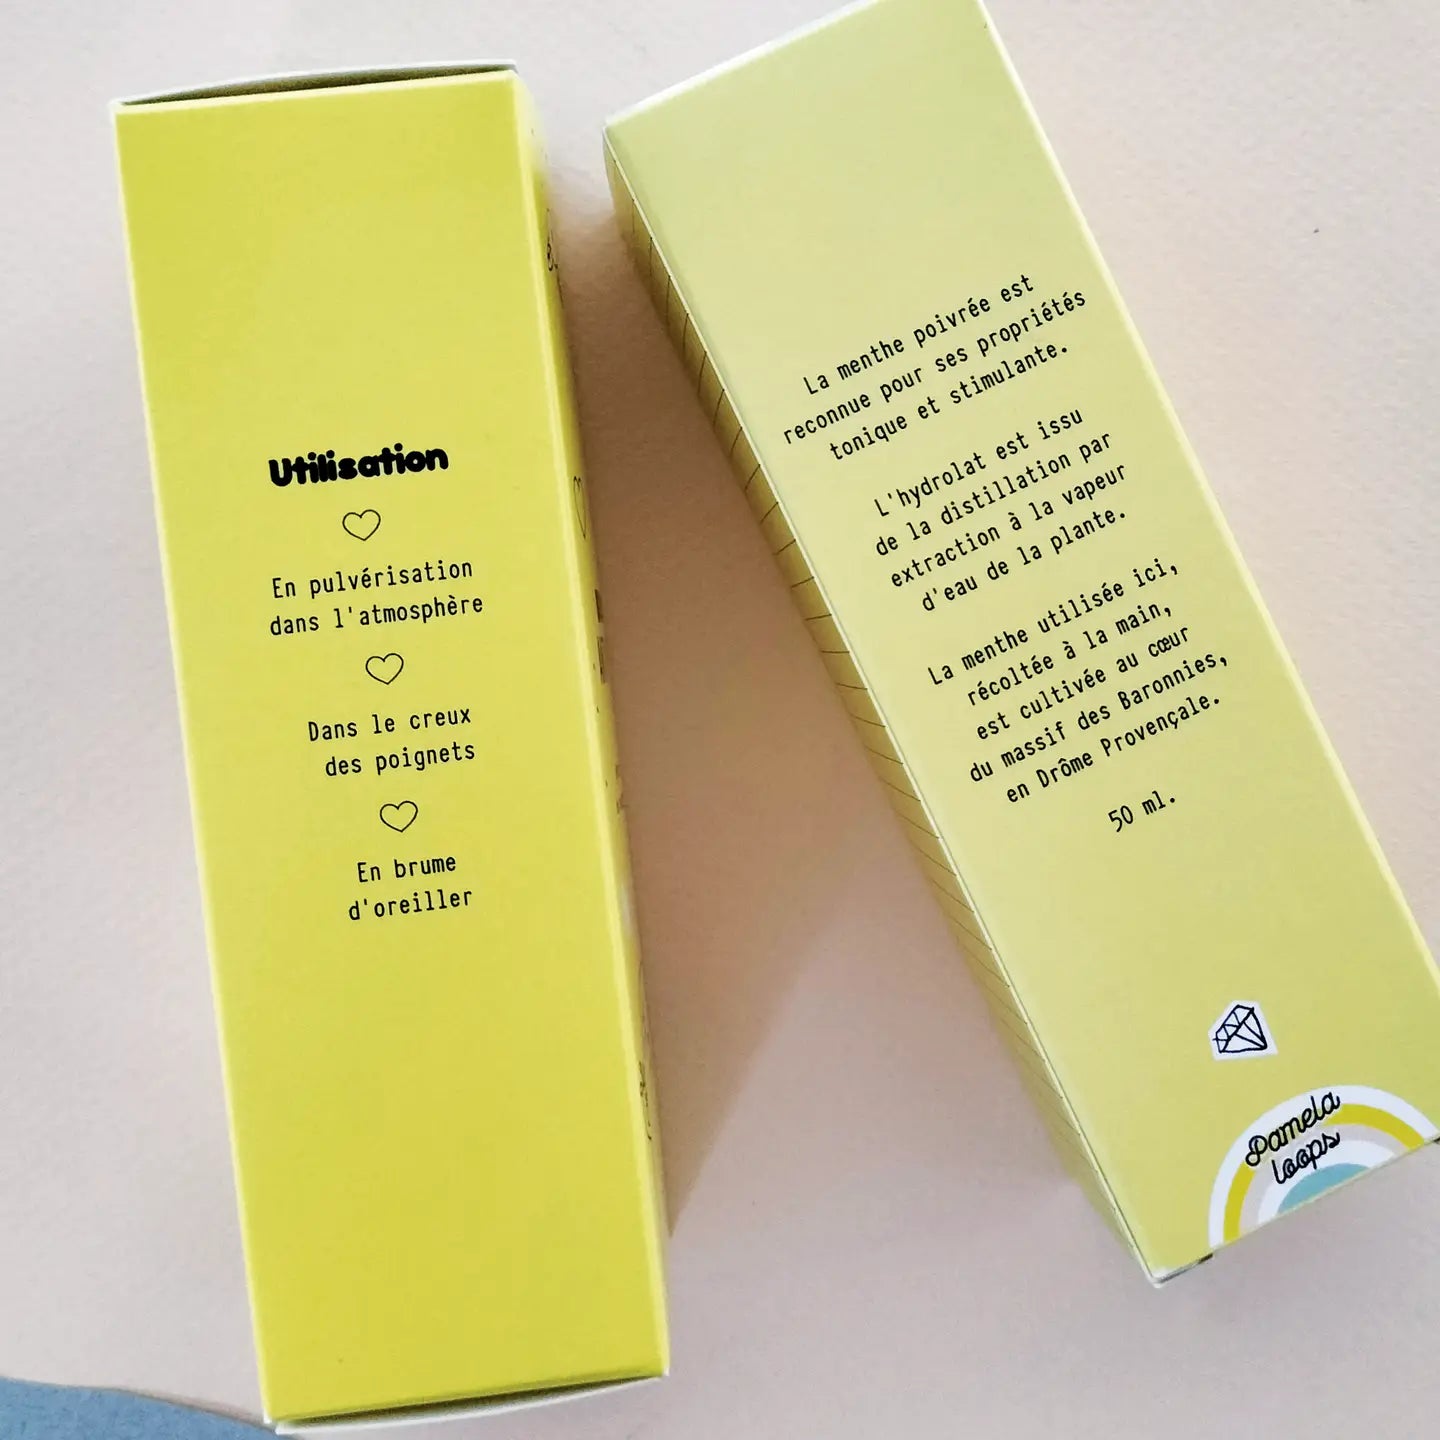 Utilisation
En pulvérisation
dans l'atmosphère
Dans le creux
des poignets
En brume
d'oreiller
La menthe poivrée est
reconnue pour ses propriétés
tonique et stimulante.
L'hydrolat est issu
de la distillation par
extraction à la vapeur
d'eau de la plante.
La menthe utilisée ici,
récoltée à la main,
est cultivée au cœur
du massif des Baronnies,
en Drôme Provençale.
50 ml.
Pamela
loops